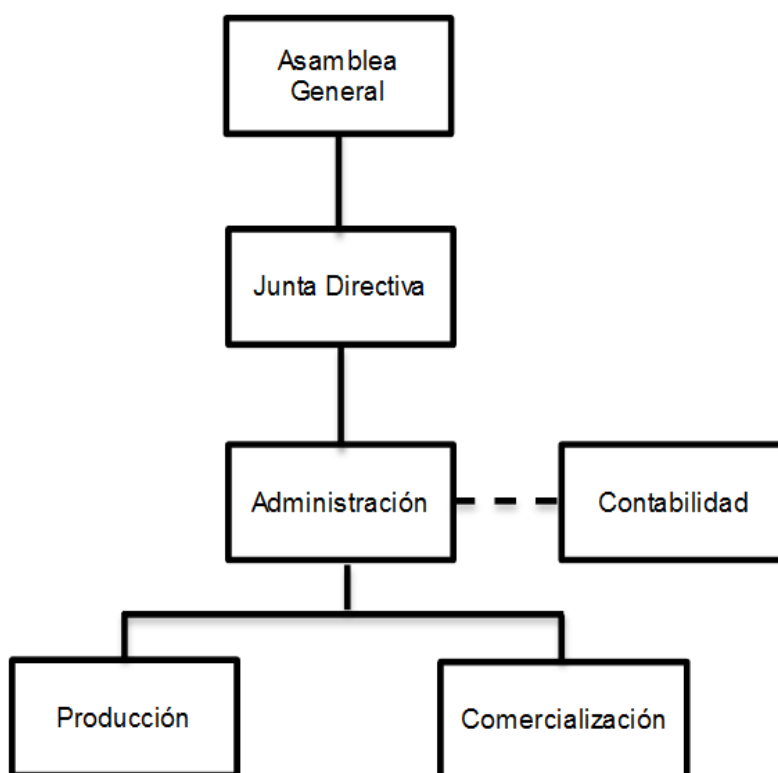 Asamblea
General
Junta Directiva
Administración
Contabilidad
Producción
Comercialización